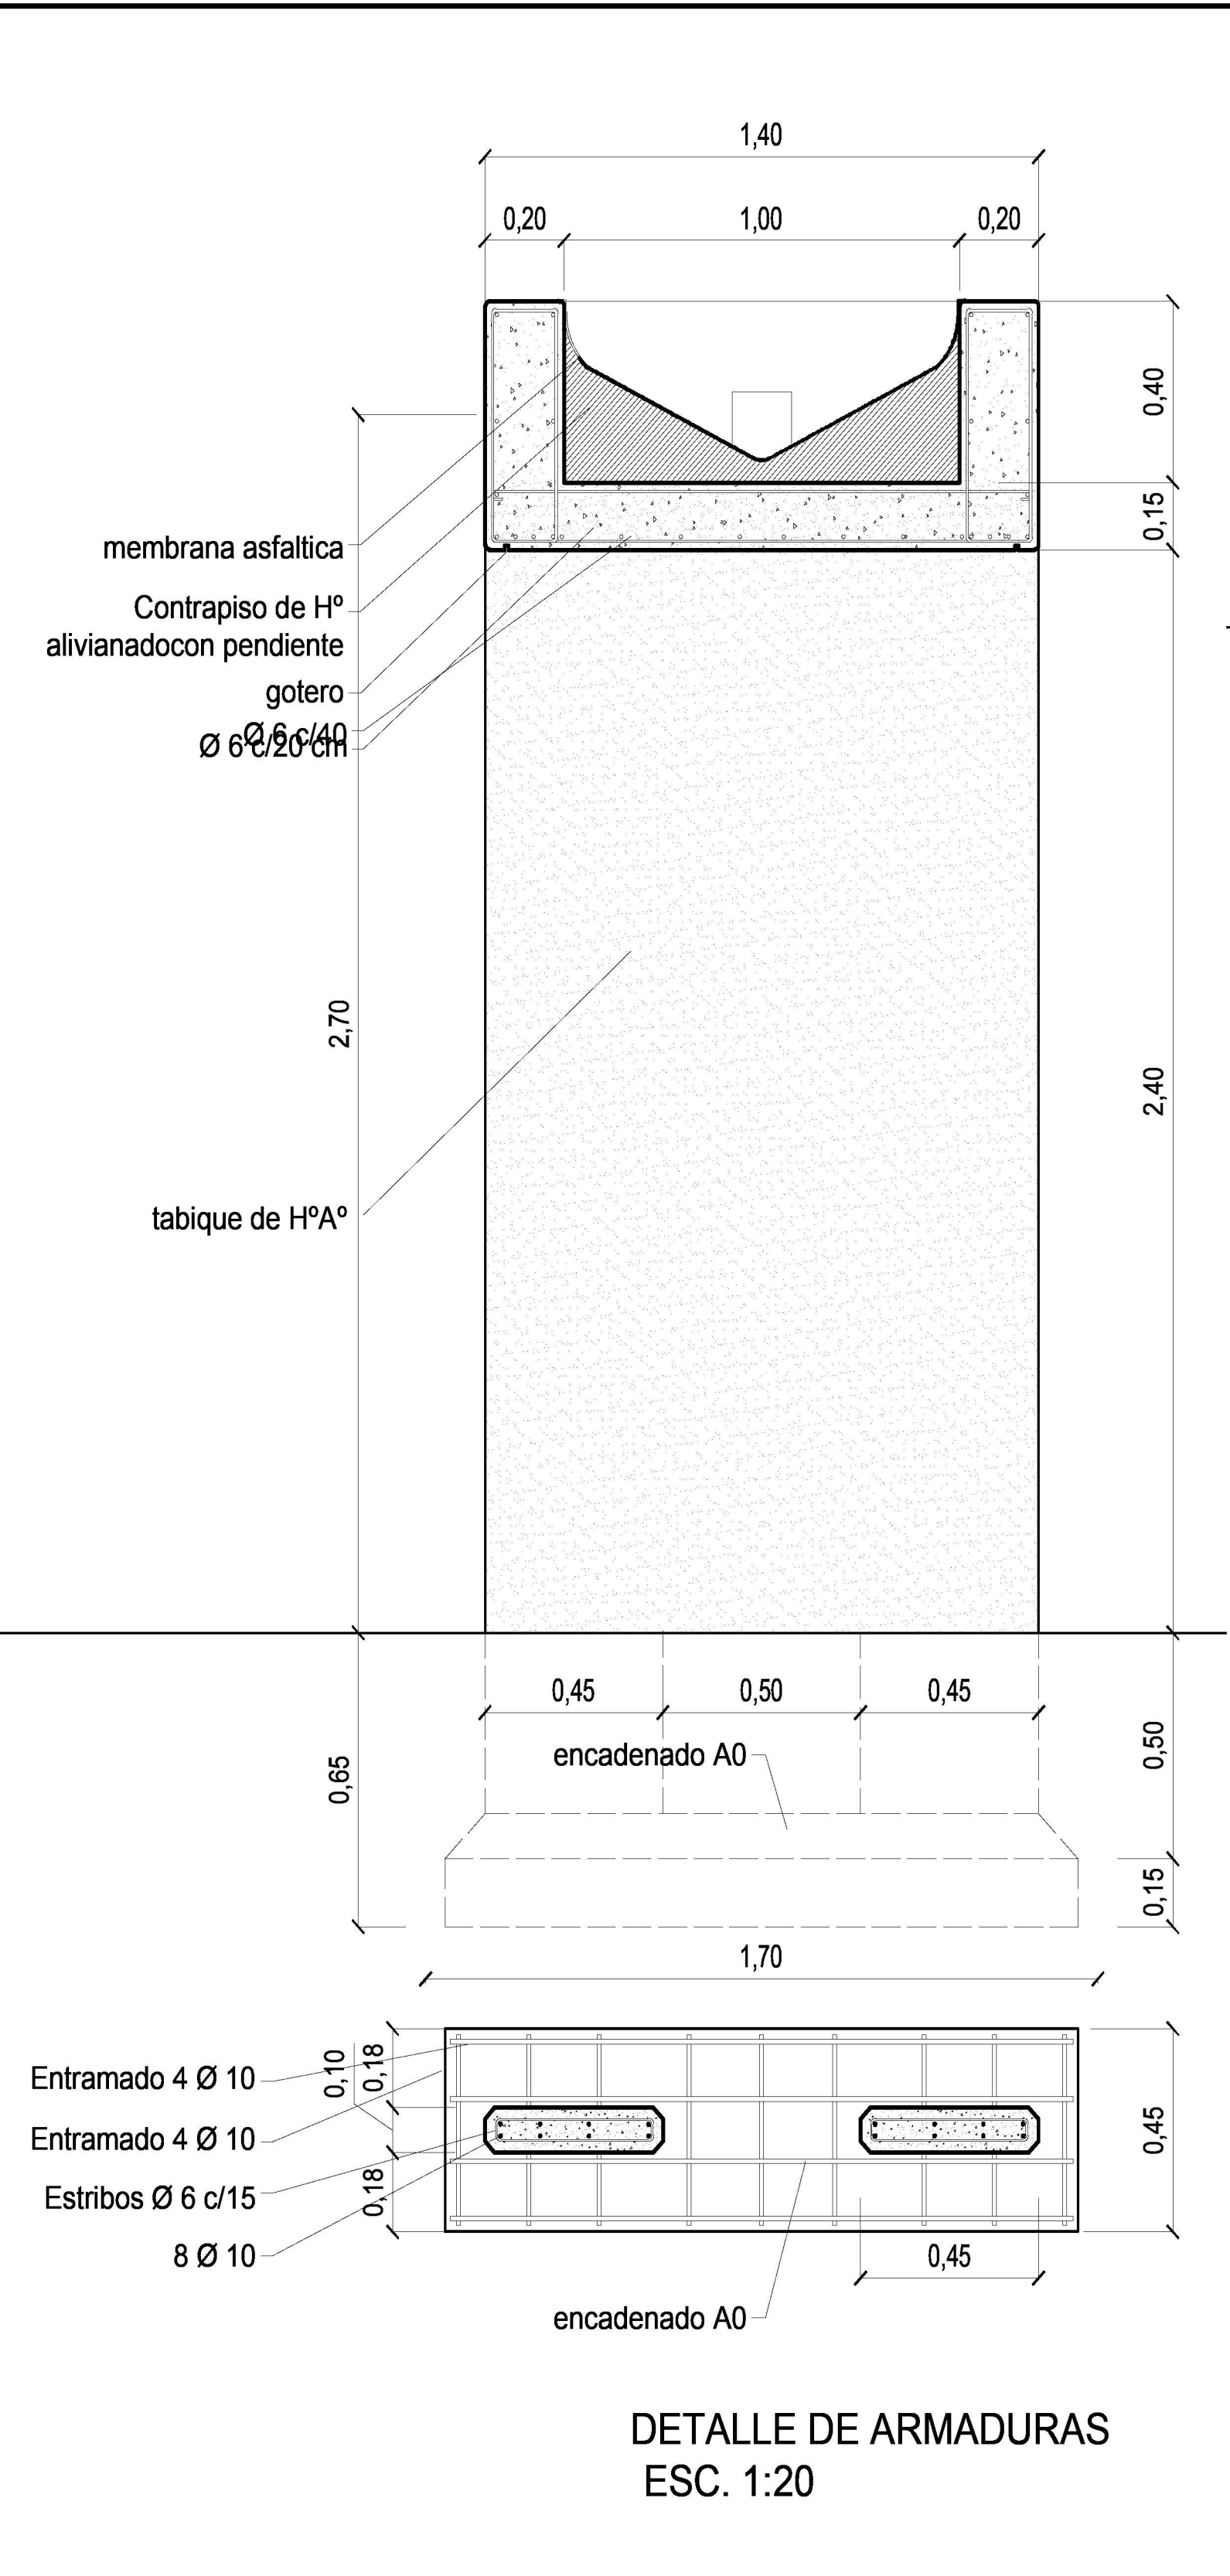 1,40
0,20
1,00
0,20
0,40
0,15
membrana asfaltica
Contrapiso de Hº
alivianadocon pendiente
gotero
Ø 6 c/40
Ø 6 c/20 cm
2,70
2,40
tabique de HºAº
0,45
0,50
0,45
encadenado A0
0,65
0,50
0,15
1,70
Entramado 4 Ø 10
0,10
0,18
Entramado 4 Ø 10
0,45
Estribos Ø 6 c/15
0,18
8 Ø 10
0,45
encadenado A0
DETALLE DE ARMADURAS
ESC. 1:20